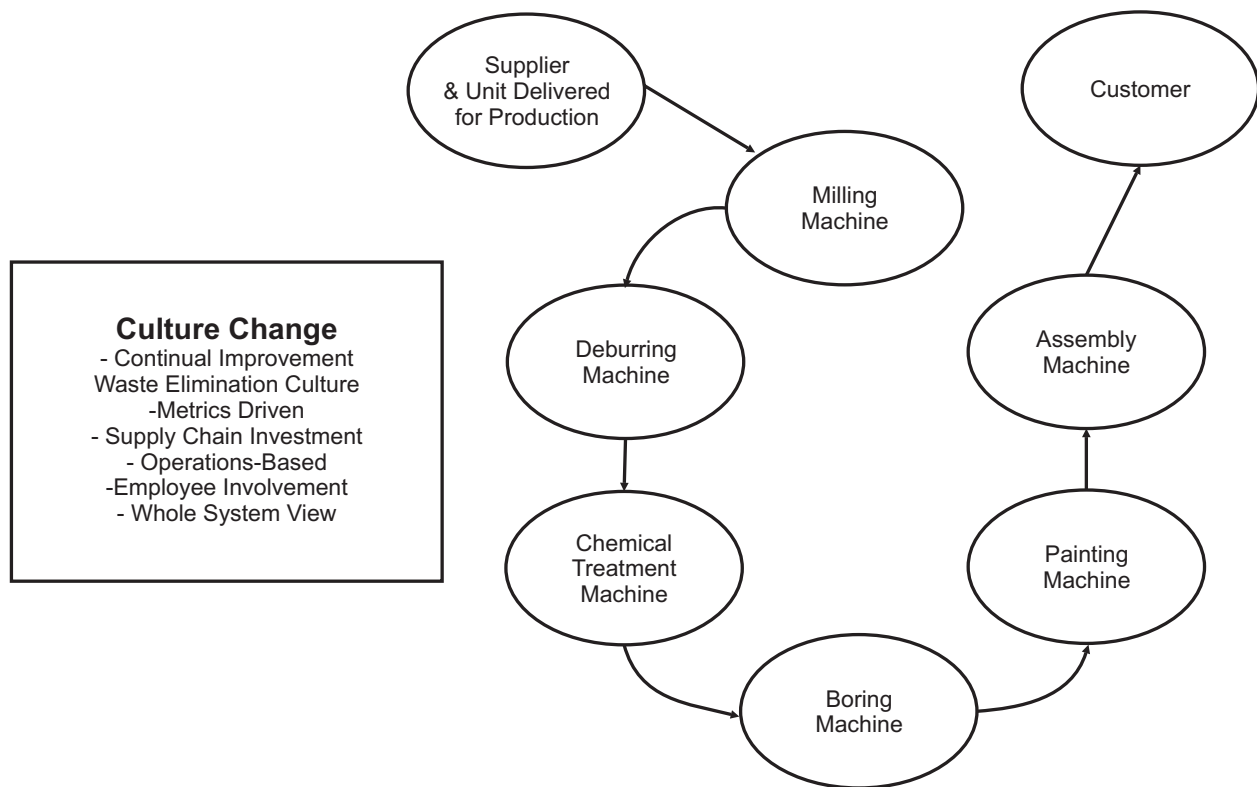 Supplier
& Unit Delivered
for Production
Customer
Milling
Machine
Culture Change
- Continual Improvement
Waste Elimination Culture
-Metrics Driven
- Supply Chain Investment
- Operations-Based
-Employee Involvement
- Whole System View
Deburring
Machine
Assembly
Machine
Chemical
Treatment
Machine
Painting
Machine
Boring
Machine